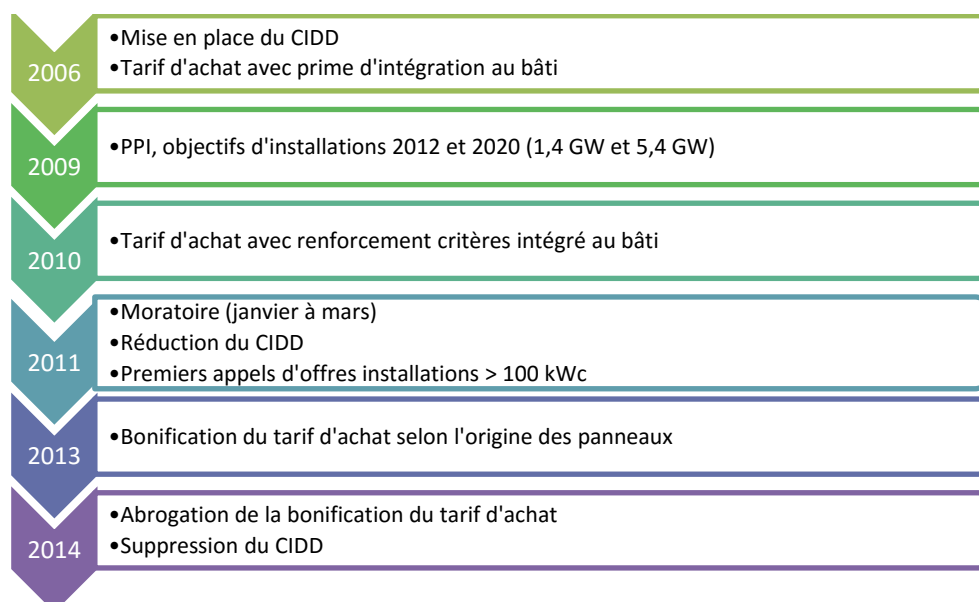 2006
•Mise en place du CIDD
•Tarif d'achat avec prime d'intégration au bâti
2009
•PPI, objectifs d'installations 2012 et 2020 (1,4 GW et 5,4 GW)
2010
•Tarif d'achat avec renforcement critères intégré au bâti
2011
•Moratoire (janvier à mars)
•Réduction du CIDD
•Premiers appels d'offres installations > 100 kWc
2013
•Bonification du tarif d'achat selon l'origine des panneaux
2014
•Abrogation de la bonification du tarif d'achat
•Suppression du CIDD